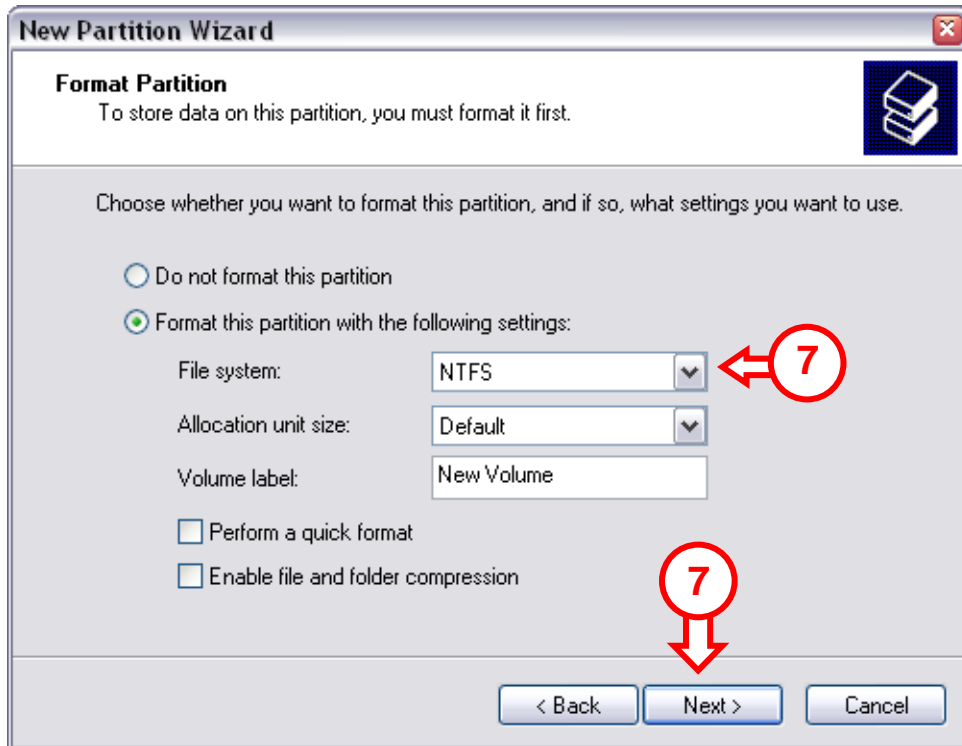 New Partition Wizard
Format Partition
To store data on this partition, you must format it first.
Choose whether you want to format this partition, and if so, what settings you want to use.
Do not format this partition
Format this partition with the following settings:
File system: NTFS 7
Allocation unit size: Default
Volume label: New Volume
Perform a quick format
Enable file and folder compression
7
< Back Next > Cancel